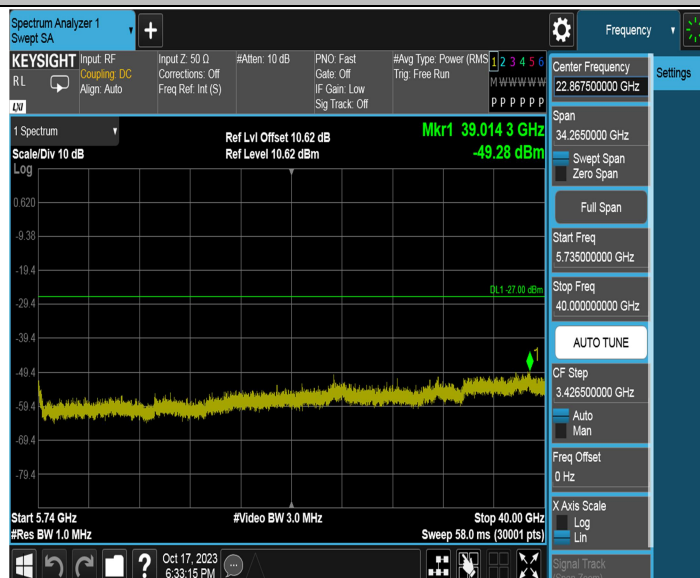 Spectrum Analyzer 1
Swept SA
+
Frequency
KEYSIGHT
RL
LXI
Input: RF
Coupling: DC
Align: Auto
Input Z: 50 Ω
Corrections: Off
Freq Ref: Int (S)
#Atten: 10 dB
PNO: Fast
Gate: Off
IF Gain: Low
Sig Track: Off
#Avg Type: Power (RMS
Trig: Free Run
1 2 3 4 5 6
M W W W W W
P P P P P P
Center Frequency
22.867500000 GHz
Settings
Span
34.2650000 GHz
Swept Span
Zero Span
Full Span
Start Freq
5.735000000 GHz
Stop Freq
40.000000000 GHz
AUTO TUNE
CF Step
3.426500000 GHz
Auto
Man
Freq Offset
0 Hz
X Axis Scale
Log
Lin
Signal Track
(Span Zoom)
1 Spectrum
Scale/Div 10 dB
Log
Ref Lvl Offset 10.62 dB
Ref Level 10.62 dBm
Mkr1 39.014 3 GHz
-49.28 dBm
0.620
-9.38
-19.4
DL1 -27.00 dBm
-29.4
-39.4
1
-49.4
-59.4
-69.4
-79.4
Start 5.74 GHz
#Video BW 3.0 MHz
Stop 40.00 GHz
#Res BW 1.0 MHz
Sweep 58.0 ms (30001 pts)
?
Oct 17, 2023
6:33:15 PM